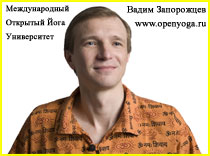 Международный
Открытый Йога
Университет
Вадим Запорожцев
www.openyoga.ru